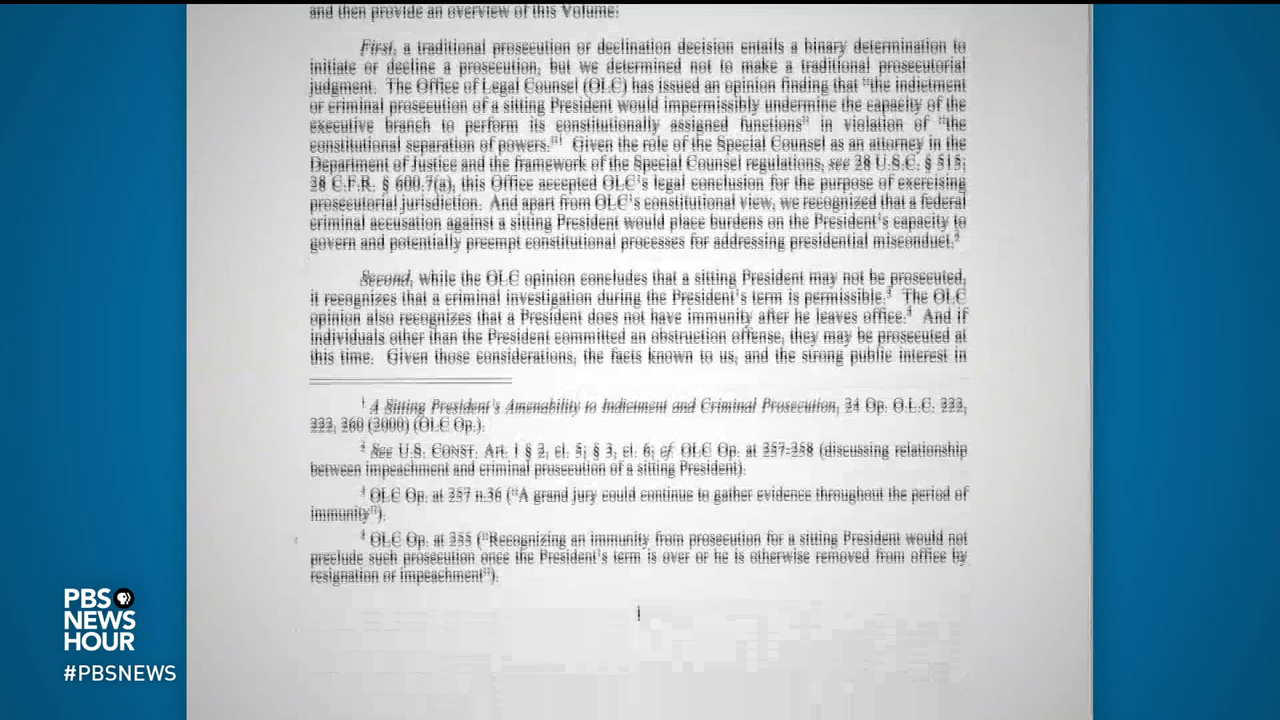 and then provide an overview of this Volume:
First, a traditional prosecution or declination decision entails a binary determination to
initiate or decline a prosecution, but we determined not to make a traditional prosecutorial
judgment. The Office of Legal Counsel (OLC) has issued an opinion finding that "the indictment
or criminal prosecution of a sitting President would impermissibly undermine the capacity of the
executive branch to perform its constitutionally assigned functions" in violation of "the
constitutional separation of powers."1 Given the role of the Special Counsel as an attorney in the
Department of Justice and the framework of the Special Counsel regulations, see 28 U.S.C. § 515;
28 C.F.R. § 600.7(a), this Office accepted OLC's legal conclusion for the purpose of exercising
prosecutorial jurisdiction. And apart from OLC's constitutional view, we recognized that a federal
criminal accusation against a sitting President would place burdens on the President's capacity to
govern and potentially preempt constitutional processes for addressing presidential misconduct.2
Second, while the OLC opinion concludes that a sitting President may not be prosecuted,
it recognizes that a criminal investigation during the President's term is permissible.3 The OLC
opinion also recognizes that a President does not have immunity after he leaves office.4 And if
individuals other than the President committed an obstruction offense, they may be prosecuted at
this time. Given those considerations, the facts known to us, and the strong public interest in
1 A Sitting President's Amenability to Indictment and Criminal Prosecution, 24 Op. O.L.C. 222,
222, 260 (2000) (OLC Op.).
2 See U.S. CONST. Art. I § 2, cl. 5; § 3, cl. 6; cf. OLC Op. at 257-258 (discussing relationship
between impeachment and criminal prosecution of a sitting President).
3 OLC Op. at 257 n.36 ("A grand jury could continue to gather evidence throughout the period of
immunity").
4 OLC Op. at 255 ("Recognizing an immunity from prosecution for a sitting President would not
preclude such prosecution once the President's term is over or he is otherwise removed from office by
resignation or impeachment").
1
PBS
NEWS
HOUR
#PBSNEWS